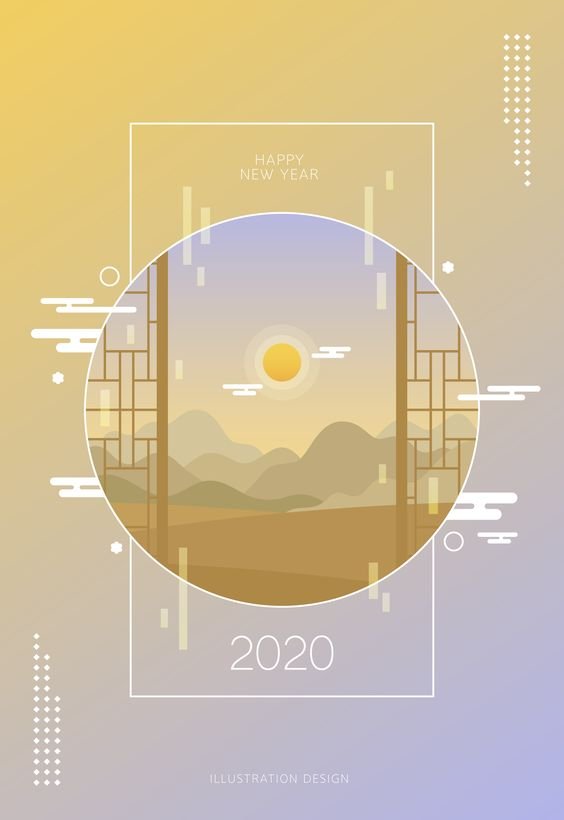 HAPPY
NEW YEAR
2020
ILLUSTRATION DESIGN